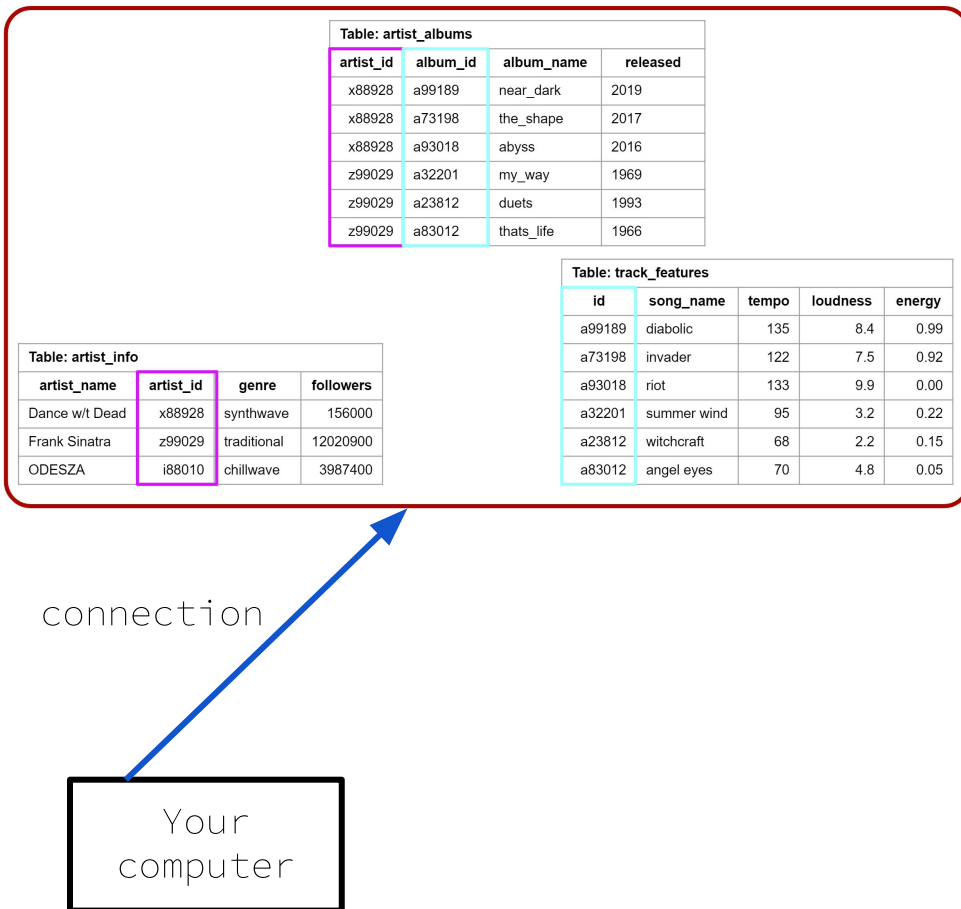 Table: artist_albums
artist_id album_id album_name released
x88928 a99189 near_dark 2019
x88928 a73198 the_shape 2017
x88928 a93018 abyss 2016
z99029 a32201 my_way 1969
z99029 a23812 duets 1993
z99029 a83012 thats_life 1966
Table: track_features
id song_name tempo loudness energy
a99189 diabolic 135 8.4 0.99
a73198 invader 122 7.5 0.92
a93018 riot 133 9.9 0.00
a32201 summer wind 95 3.2 0.22
a23812 witchcraft 68 2.2 0.15
a83012 angel eyes 70 4.8 0.05
Table: artist_info
artist_name artist_id genre followers
Dance w/t Dead x88928 synthwave 156000
Frank Sinatra z99029 traditional 12020900
ODESZA i88010 chillwave 3987400
connection
Your
computer